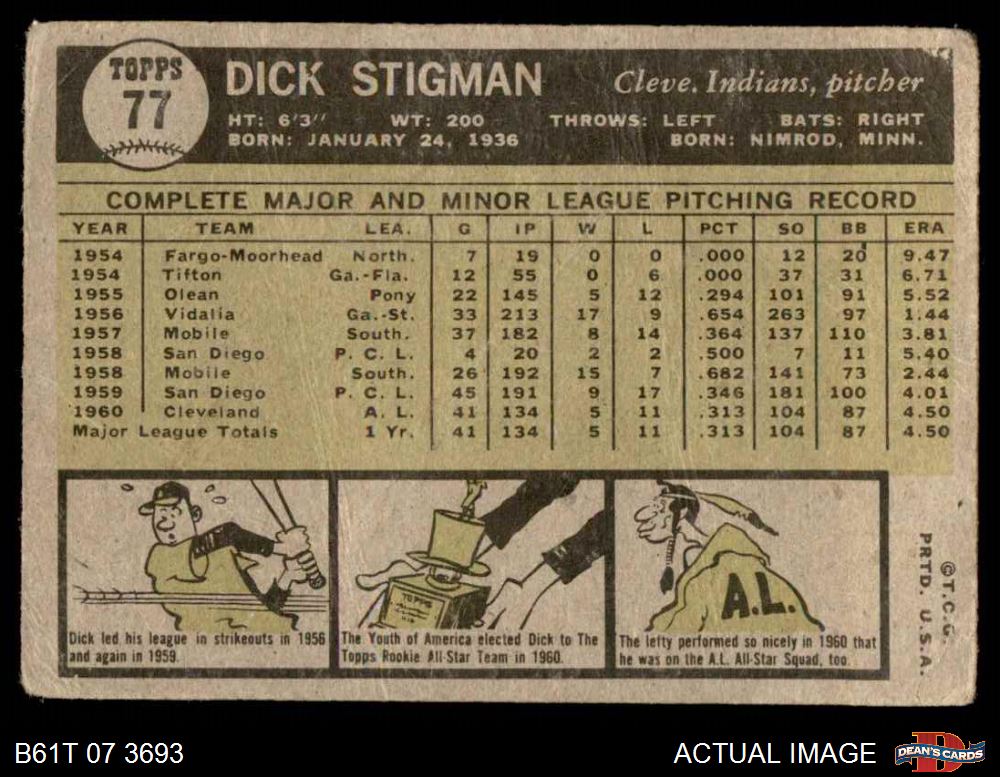 TOPPS
77
DICK STIGMAN Cleve. Indians, pitcher
HT: 6'3" WT: 200 THROWS: LEFT BATS: RIGHT
BORN: JANUARY 24, 1936 BORN: NIMROD, MINN.
COMPLETE MAJOR AND MINOR LEAGUE PITCHING RECORD
YEAR TEAM LEA. G IP W L PCT SO BB ERA
1954 Fargo-Moorhead North. 7 19 0 0 .000 12 20 9.47
1954 Tifton Ga.-Fla. 12 55 0 6 .000 37 31 6.71
1955 Olean Pony 22 145 5 12 .294 101 91 5.52
1956 Vidalia Ga.-St. 33 213 17 9 .654 263 97 1.44
1957 Mobile South. 37 182 8 14 .364 137 110 3.81
1958 San Diego P. C. L. 4 20 2 2 .500 7 11 5.40
1958 Mobile South. 26 192 15 7 .682 141 73 2.44
1959 San Diego P. C. L. 45 191 9 17 .346 181 100 4.01
1960 Cleveland A. L. 41 134 5 11 .313 104 87 4.50
Major League Totals 1 Yr. 41 134 5 11 .313 104 87 4.50
Dick led his league in strikeouts in 1956
and again in 1959.
TOPPS
The Youth of America elected Dick to The
Topps Rookie All-Star Team in 1960.
A.L.
The lefty performed so nicely in 1960 that
he was on the A.L. All-Star Squad, too.
©T.C.G.
PRTD. U.S.A.
B61T 07 3693
ACTUAL IMAGE
DEAN'S CARDS